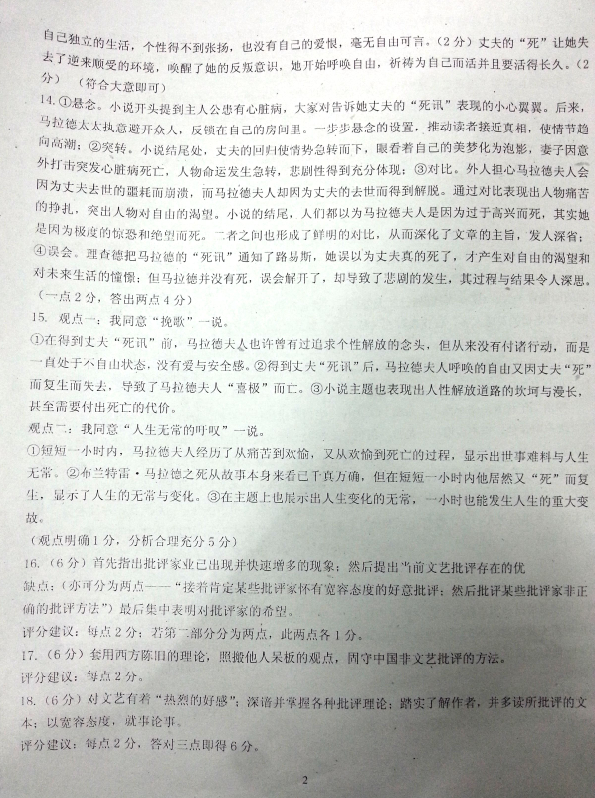 自己独立的生活，个性得不到张扬，也没有自己的爱恨，毫无自由可言。（2 分）丈夫的“死”让她失
去了逆来顺受的环境，唤醒了她的反叛意识，她开始呼唤自由，祈祷为自己而活并且要活得长久。（2
分）（符合大意即可）
14.①悬念。小说开头提到主人公患有心脏病，大家对告诉她丈夫的“死讯”表现的小心翼翼。后来，
马拉德太太执意避开众人，反锁在自己的房间里。一步步悬念的设置，推动读者接近真相，使情节趋
向高潮；②突转。小说结尾处，丈夫的回归使情势急转而下，眼看着自己的美梦化为泡影，妻子因意
外打击突发心脏病死亡，人物命运发生急转，悲剧性得到充分体现；③对比。外人担心马拉德夫人会
因为丈夫去世的噩耗而崩溃，而马拉德夫人却因为丈夫的去世而得到解脱。通过对比表现出人物痛苦
的挣扎，突出人物对自由的渴望。小说的结尾，人们都以为马拉德夫人是因为过于高兴而死，其实她
是因为极度的惊恐和绝望而死。二者之间也形成了鲜明的对比，从而深化了文章的主旨，发人深省；
④误会。理查德把马拉德的“死讯”通知了路易斯，她误以为丈夫真的死了，才产生对自由的渴望和
对未来生活的憧憬；但马拉德并没有死，误会解开了，却导致了悲剧的发生，其过程与结果令人深思。
（一点 2 分，答出两点 4 分）
15. 观点一：我同意“挽歌”一说。
①在得到丈夫“死讯”前，马拉德夫人也许曾有过追求个性解放的念头，但从来没有付诸行动，而是
一直处于不自由状态，没有爱与安全感。②得到丈夫“死讯”后，马拉德夫人呼唤的自由又因丈夫“死”
而复生而失去，导致了马拉德夫人“喜极”而亡。③小说主题也表现出人性解放道路的坎坷与漫长，
甚至需要付出死亡的代价。
观点二：我同意“人生无常的吁叹”一说。
①短短一小时内，马拉德夫人经历了从痛苦到欢愉，又从欢愉到死亡的过程，显示出世事难料与人生
无常。②布兰特雷·马拉德之死从故事本身来看已千真万确，但在短短一小时内他居然又“死”而复
生，显示了人生的无常与变化。③在主题上也展示出人生变化的无常，一小时也能发生人生的重大变
故。
（观点明确 1 分，分析合理充分 5 分）
16.（6 分）首先指出批评家业已出现并快速增多的现象；然后提出当前文艺批评存在的优
缺点；（亦可分为两点——“接着肯定某些批评家怀有宽容态度的好意批评；然后批评某些批评家非正
确的批评方法”）最后集中表明对批评家的希望。
评分建议：每点 2 分；若第二部分分为两点，此两点各 1 分。
17.（6 分）套用西方陈旧的理论，照搬他人呆板的观点，固守中国非文艺批评的方法。
评分建议：每点 2 分。
18.（6 分）对文艺有着“热烈的好感”；深谙并掌握各种批评理论；踏实了解作者，并多读所批评的文
本；以宽容态度，就事论事。
评分建议：每点 2 分，答对三点即得 6 分。
2